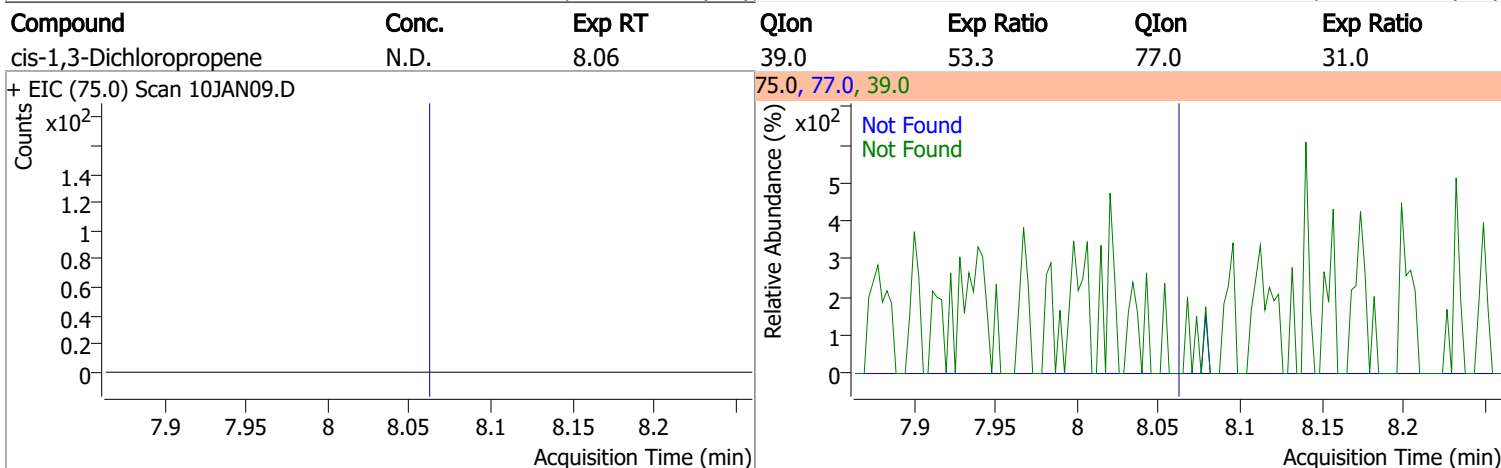 Compound Conc. Exp RT QIon Exp Ratio QIon Exp Ratio
cis-1,3-Dichloropropene N.D. 8.06 39.0 53.3 77.0 31.0
+ EIC (75.0) Scan 10JAN09.D
Counts
x10²
1.4
1.2
1
0.8
0.6
0.4
0.2
0
7.9 7.95 8 8.05 8.1 8.15 8.2
Acquisition Time (min)
75.0, 77.0, 39.0
Relative Abundance (%)
x10²
Not Found
Not Found
5
4
3
2
1
0
7.9 7.95 8 8.05 8.1 8.15 8.2
Acquisition Time (min)